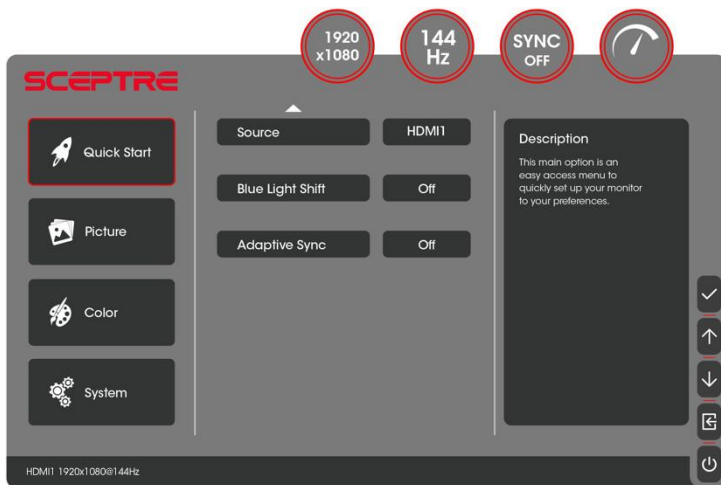 1920
x1080
144
Hz
SYNC
OFF
SCEPTRE
Quick Start
Picture
Color
System
Source
HDMI1
Blue Light Shift
Off
Adaptive Sync
Off
Description
This main option is an
easy access menu to
quickly set up your monitor
to your preferences.
HDMI1 1920x1080@144Hz